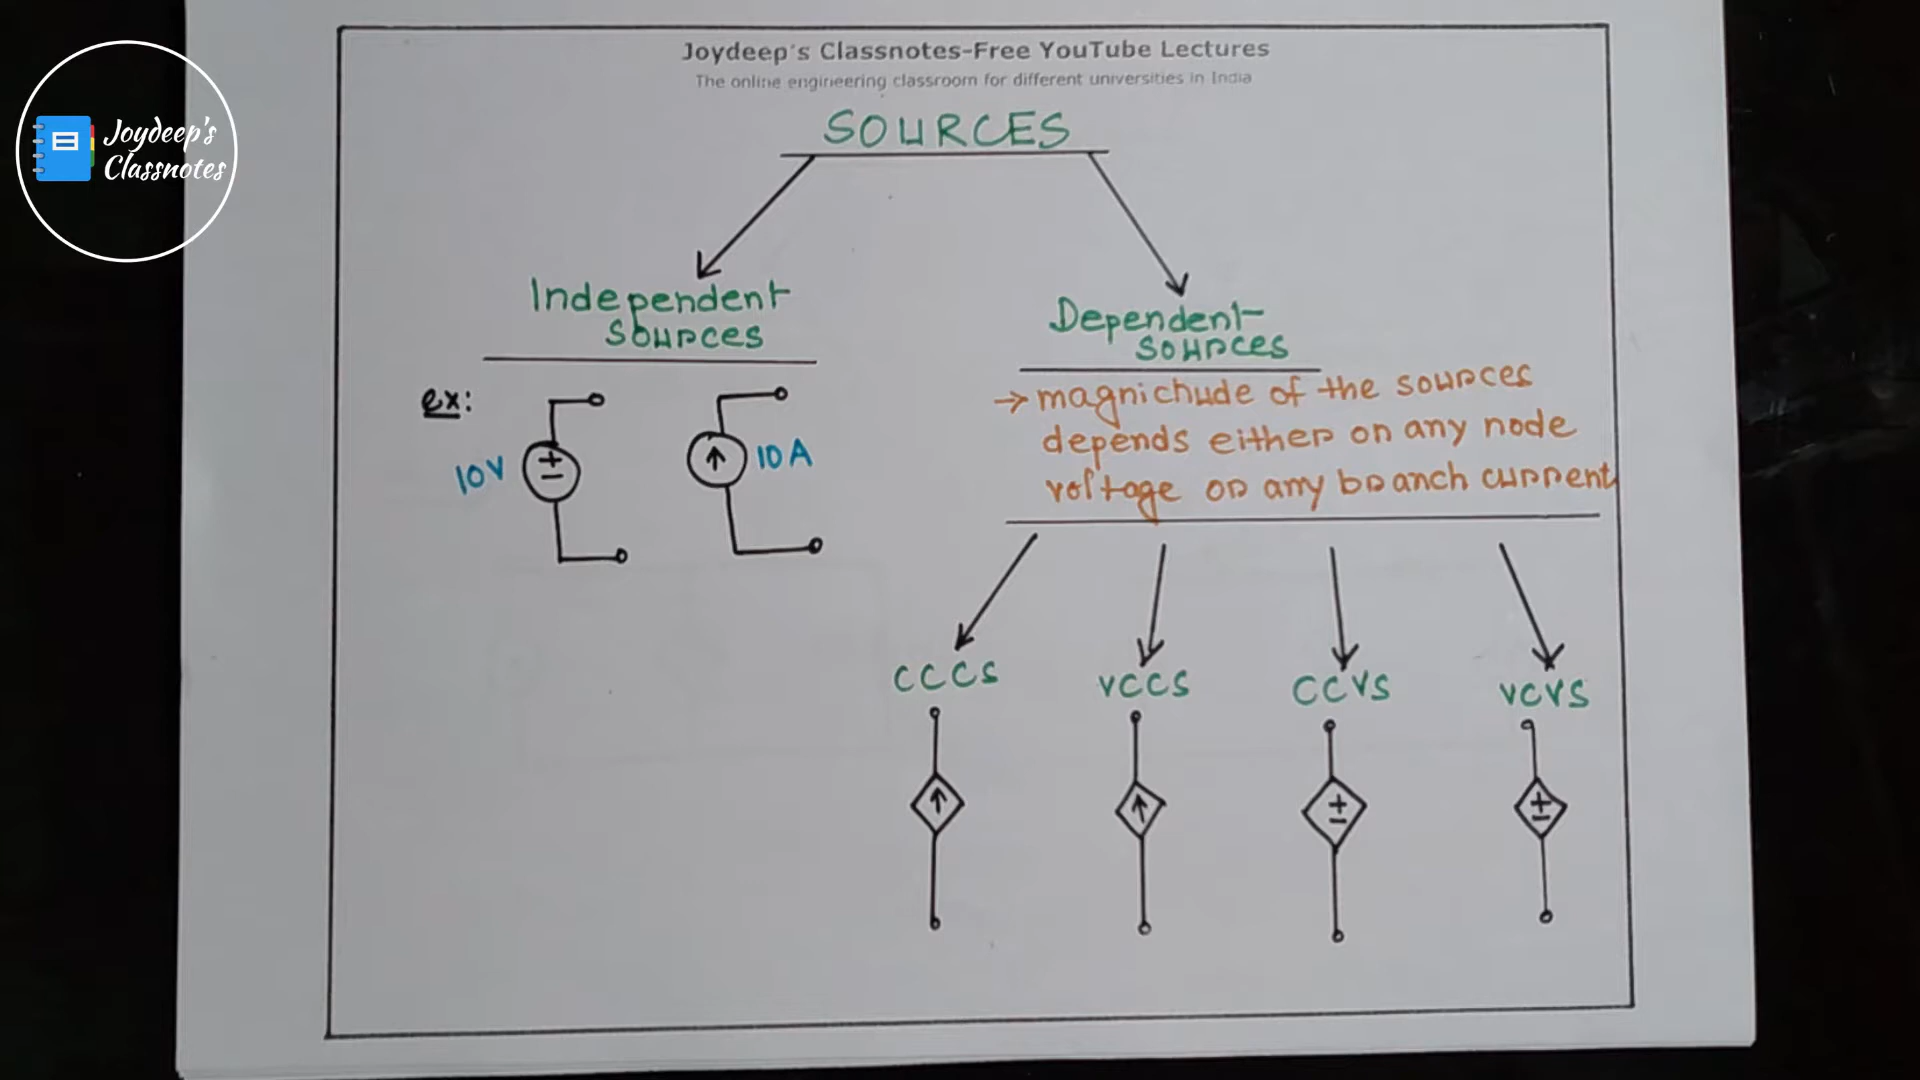 Joydeep's Classnotes-Free YouTube Lectures
The online engineering classroom for different universities in India
Joydeep's
Classnotes
SOURCES
Independent
Sources
Dependent
Sources
ex:
10V
10A
→ magnichude of the sources
depends either on any node
voltage or any branch current
CCCS
VCCS
CCVS
VCVS